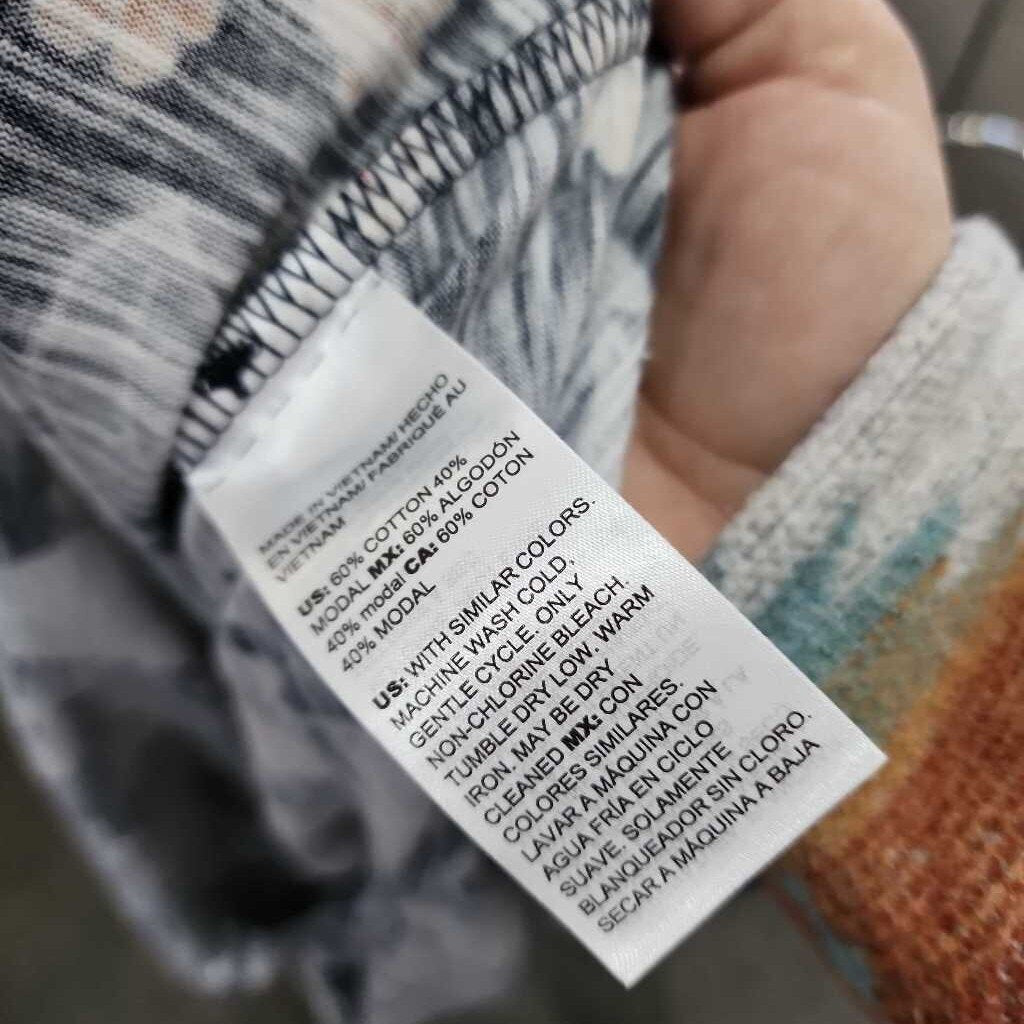 MADE IN VIETNAM/ HECHO
EN VIETNAM/ FABRIQUÉ AU
VIETNAM
US: 60% COTTON 40%
MODAL MX: 60% ALGODÓN
40% modal CA: 60% COTON
40% MODAL
US: WITH SIMILAR COLORS.
MACHINE WASH COLD,
GENTLE CYCLE. ONLY
NON-CHLORINE BLEACH.
TUMBLE DRY LOW. WARM
IRON. MAY BE DRY
CLEANED MX: CON
COLORES SIMILARES.
LAVAR A MÁQUINA CON
AGUA FRÍA EN CICLO
SUAVE. SOLAMENTE
BLANQUEADOR SIN CLORO.
SECAR A MÁQUINA A BAJA